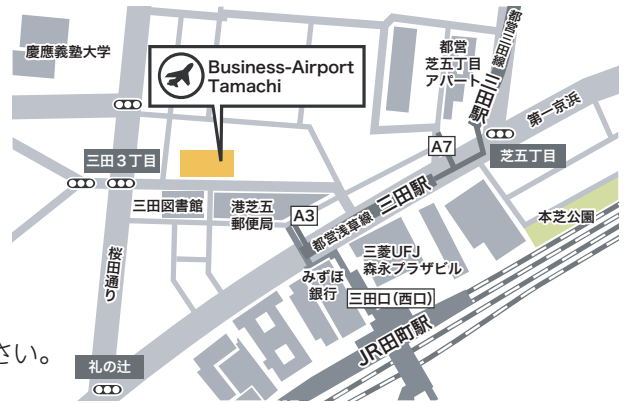 慶應義塾大学
Business-Airport
Tamachi
都営
芝五丁目
アパート
都営三田線
三田駅
第一京浜
A7
芝五丁目
三田3丁目
三田図書館
港芝五
郵便局
A3
都営浅草線
三田駅
本芝公園
桜田通り
みずほ
銀行
三菱UFJ
森永プラザビル
三田口(西口)
JR田町駅
さい。
札の辻